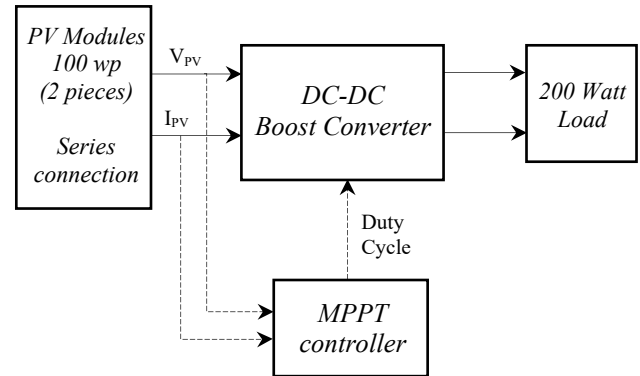 PV Modules
100 wp
(2 pieces)
Series
connection
VPV
IPV
DC-DC
Boost Converter
200 Watt
Load
Duty
Cycle
MPPT
controller